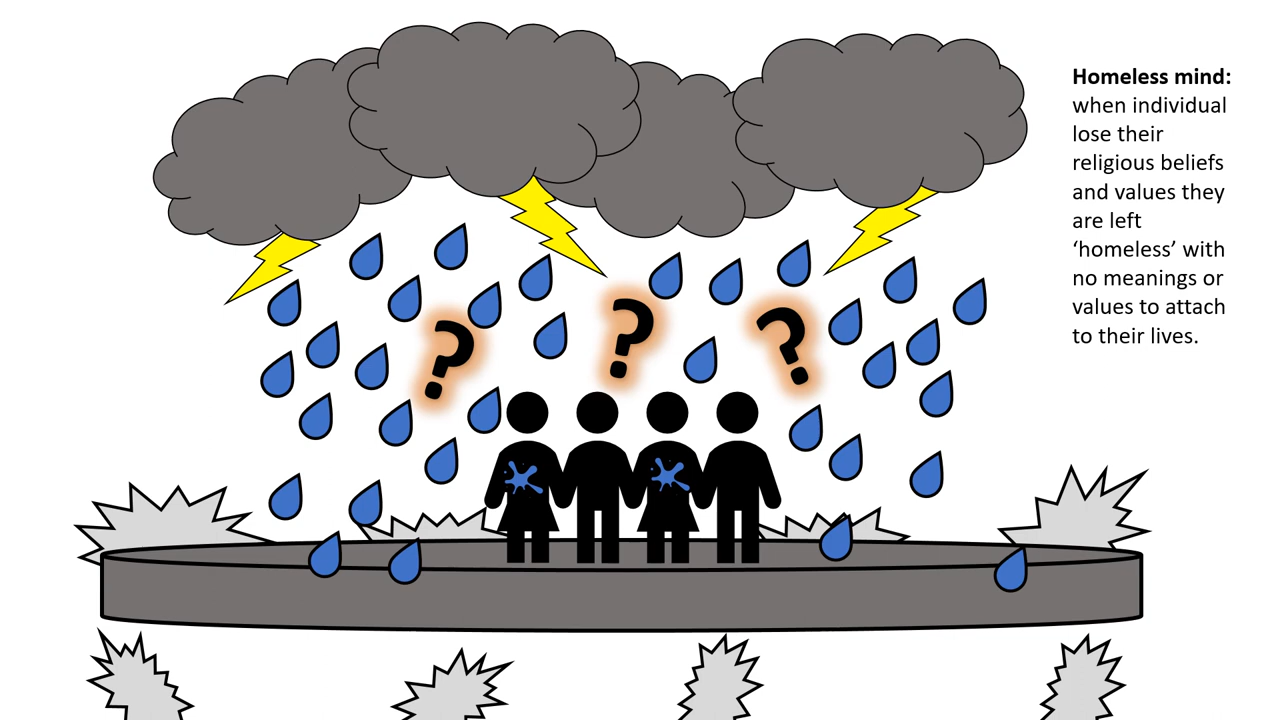 Homeless mind:
when individual
lose their
religious beliefs
and values they
are left
‘homeless’ with
no meanings or
values to attach
to their lives.
? ? ?